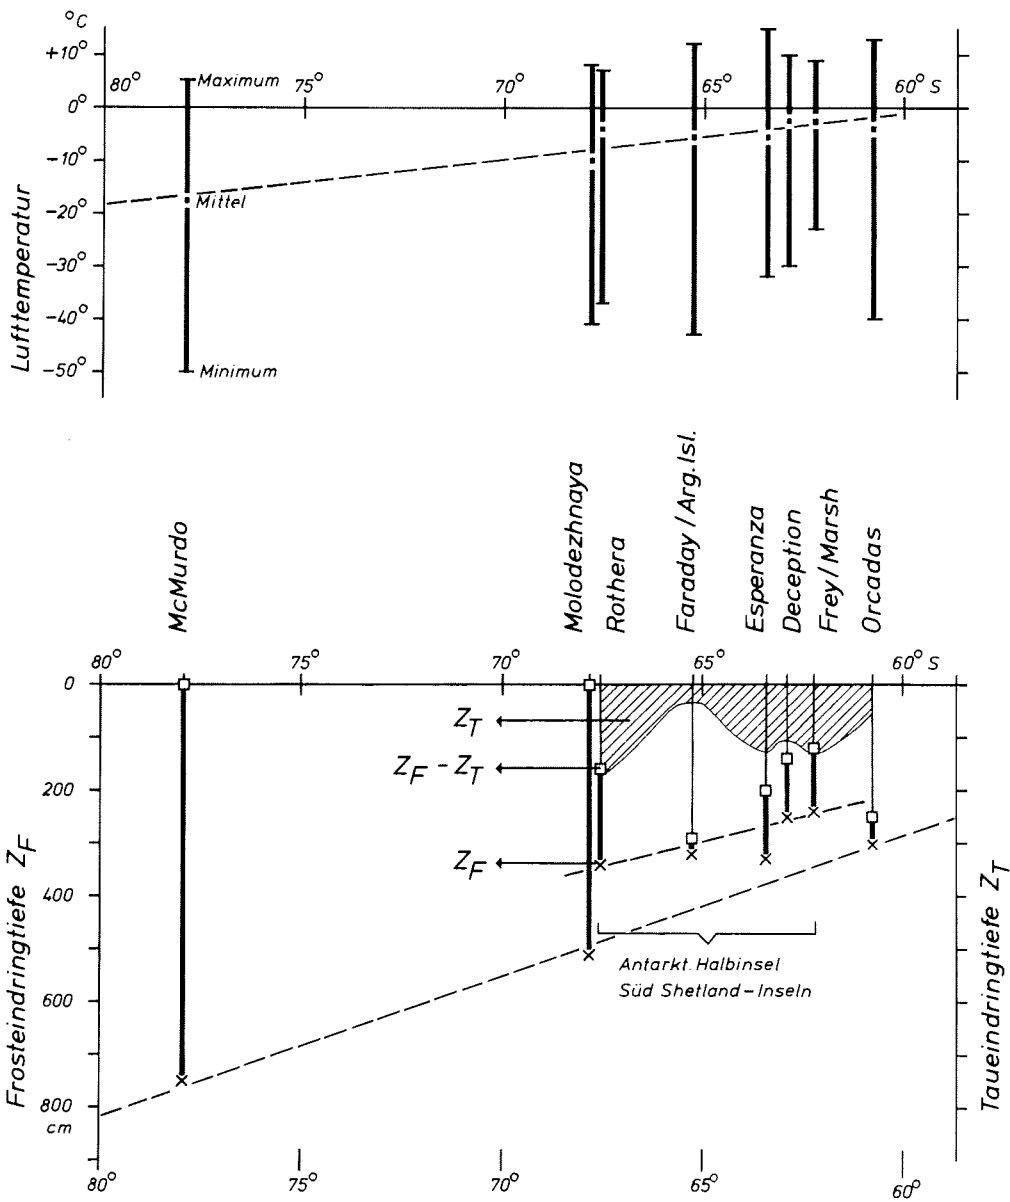 °C
+10°
80° Maximum 75° 70° 65° 60° S
0°
-10°
Mittel
-20°
-30°
-40°
-50° Minimum
Lufttemperatur
McMurdo
Molodezhnaya
Rothera
Faraday / Arg. Isl.
Esperanza
Deception
Frey / Marsh
Orcadas
80° 75° 70° 65° 60° S
0
Z_T
Z_F - Z_T
200
Z_F
400
Antarkt. Halbinsel
Süd Shetland - Inseln
600
800
cm
Frosteindringtiefe Z_F
Taueindringtiefe Z_T
80° 75° 70° 65° 60°